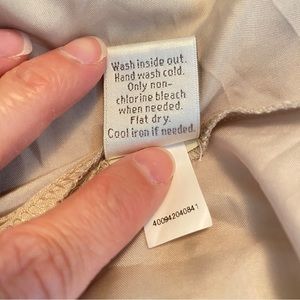 Wash inside out.
Hand wash cold.
Only non-
chlorine bleach
when needed.
Flat dry.
Cool iron if needed.
400942040841